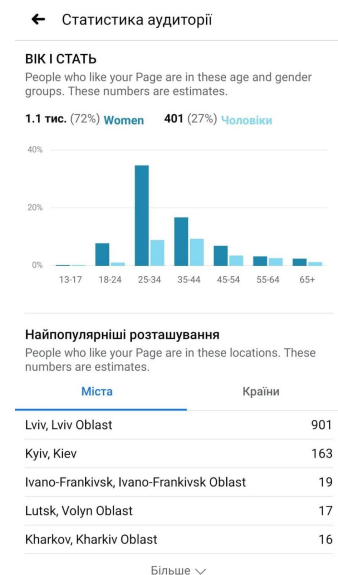 Статистика аудиторії
ВІК І СТАТЬ
People who like your Page are in these age and gender
groups. These numbers are estimates.
1.1 тис. (72%) Women 401 (27%) Чоловіки
40%
20%
0%
13-17 18-24 25-34 35-44 45-54 55-64 65+
Найпопулярніші розташування
People who like your Page are in these locations. These
numbers are estimates.
Міста Країни
Lviv, Lviv Oblast 901
Kyiv, Kiev 163
Ivano-Frankivsk, Ivano-Frankivsk Oblast 19
Lutsk, Volyn Oblast 17
Kharkov, Kharkiv Oblast 16
Більше